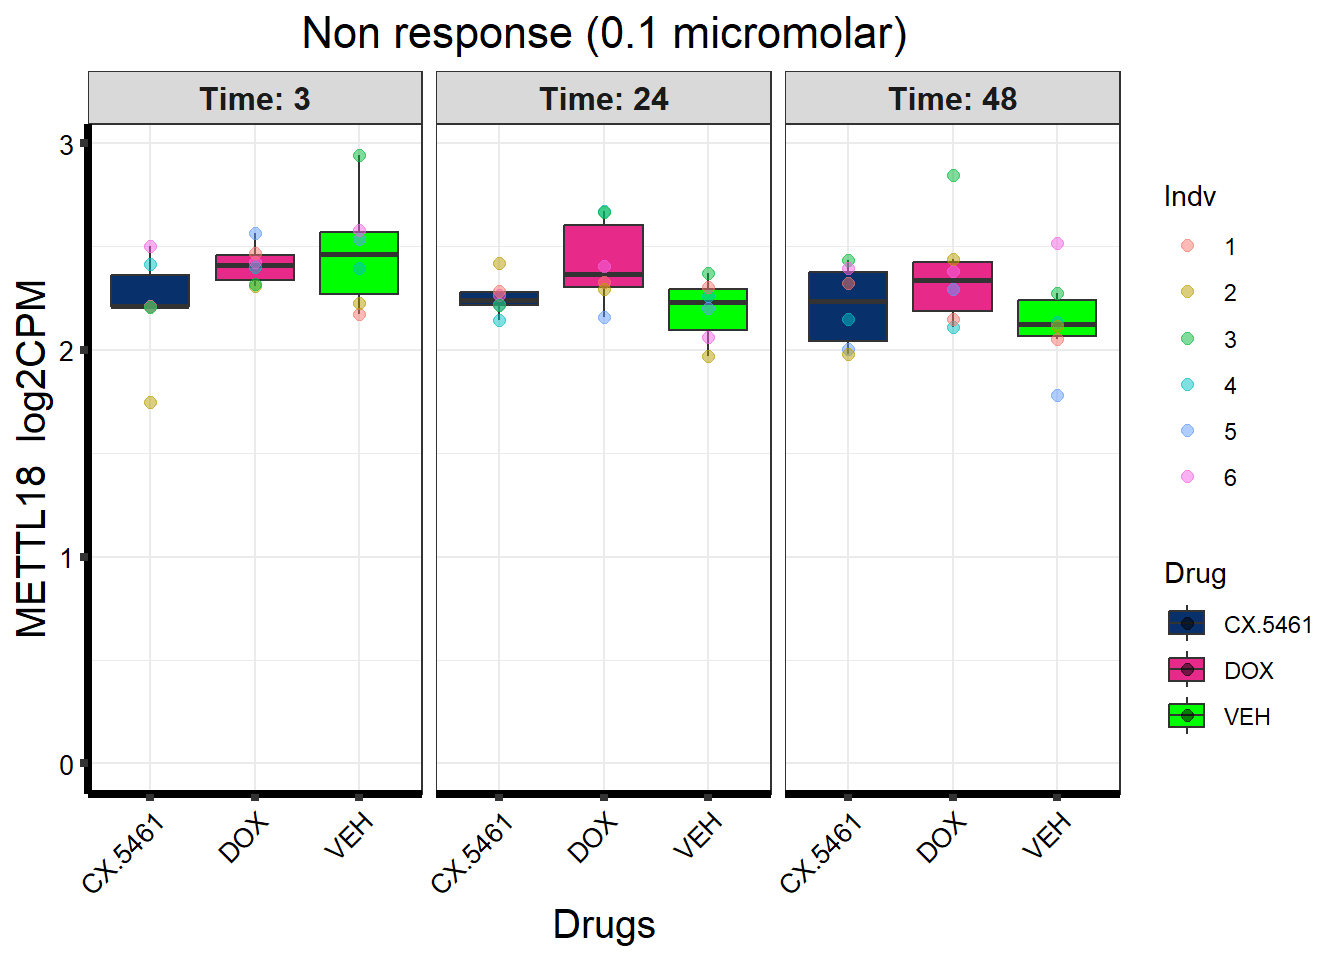 Non response (0.1 micromolar)
Time: 3
Time: 24
Time: 48
METTL18 log2CPM
3
2
1
0
CX.5461
DOX
VEH
CX.5461
DOX
VEH
CX.5461
DOX
VEH
Drugs
Indv
1
2
3
4
5
6
Drug
CX.5461
DOX
VEH